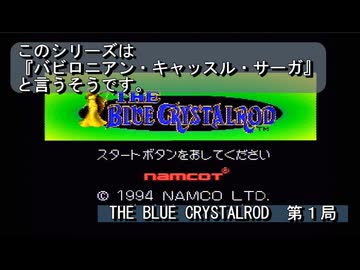 このシリーズは
『バビロニアン・キャッスル・サーガ』
と言うそうです。
THE
BLUE CRYSTALROD
TM
スタートボタンをおしてください
namcot®
© 1994 NAMCO LTD.
THE BLUE CRYSTALROD 第1局